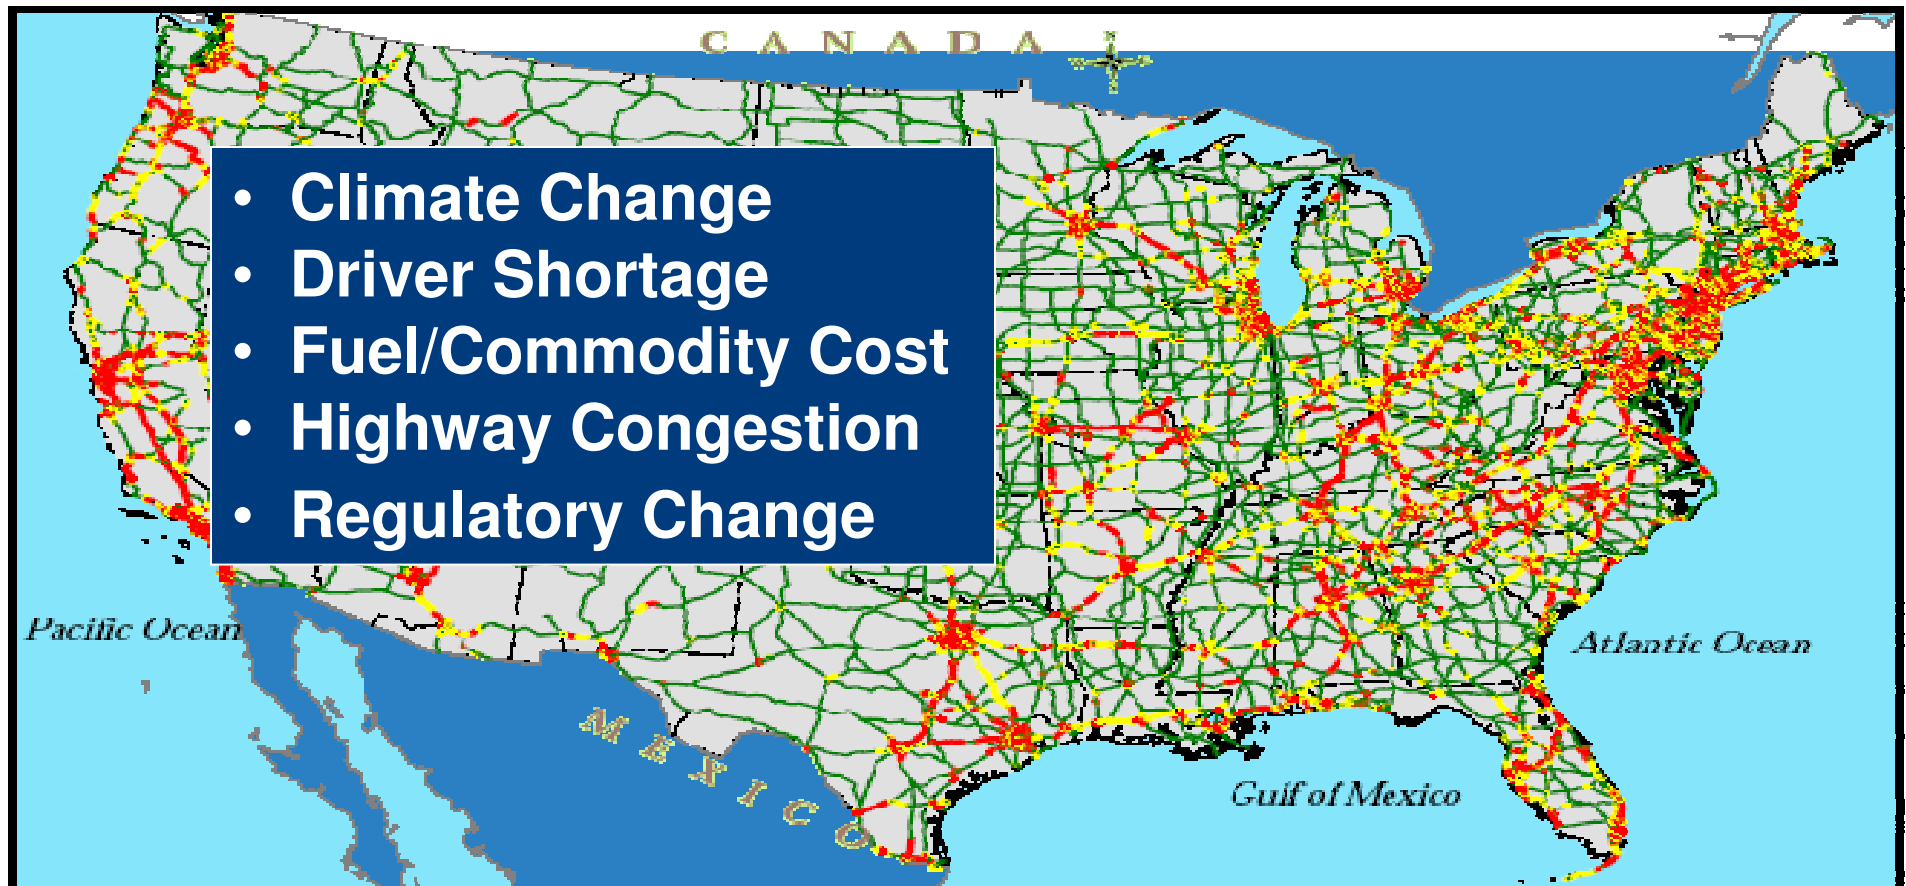 CANADA
• Climate Change
• Driver Shortage
• Fuel/Commodity Cost
• Highway Congestion
• Regulatory Change
Pacific Ocean
Atlantic Ocean
MEXICO
Gulf of Mexico